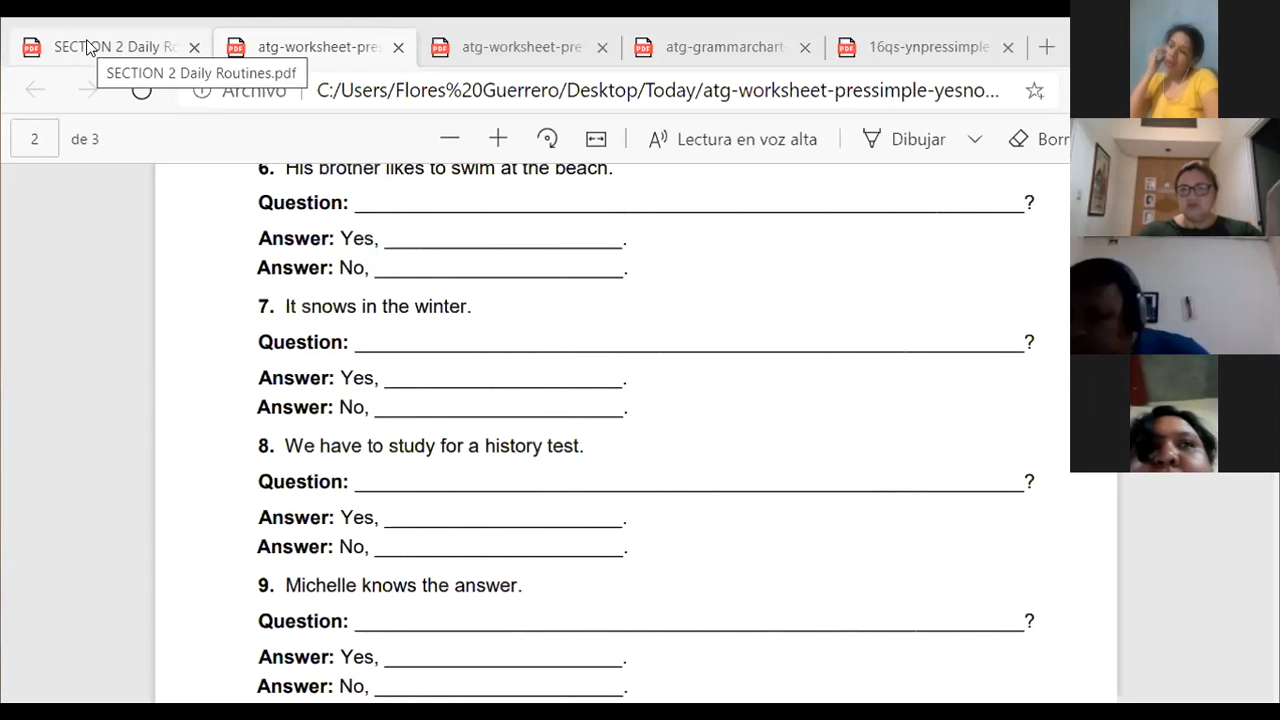 SECTION 2 Daily Ro
atg-worksheet-pres
atg-worksheet-pre
atg-grammarchart-
16qs-ynpressimple
SECTION 2 Daily Routines.pdf
Archivo
C:/Users/Flores%20Guerrero/Desktop/Today/atg-worksheet-pressimple-yesno...
2 de 3
Lectura en voz alta
Dibujar
Borr
6. His brother likes to swim at the beach.
Question: ?
Answer: Yes, .
Answer: No, .
7. It snows in the winter.
Question: ?
Answer: Yes, .
Answer: No, .
8. We have to study for a history test.
Question: ?
Answer: Yes, .
Answer: No, .
9. Michelle knows the answer.
Question: ?
Answer: Yes, .
Answer: No, .